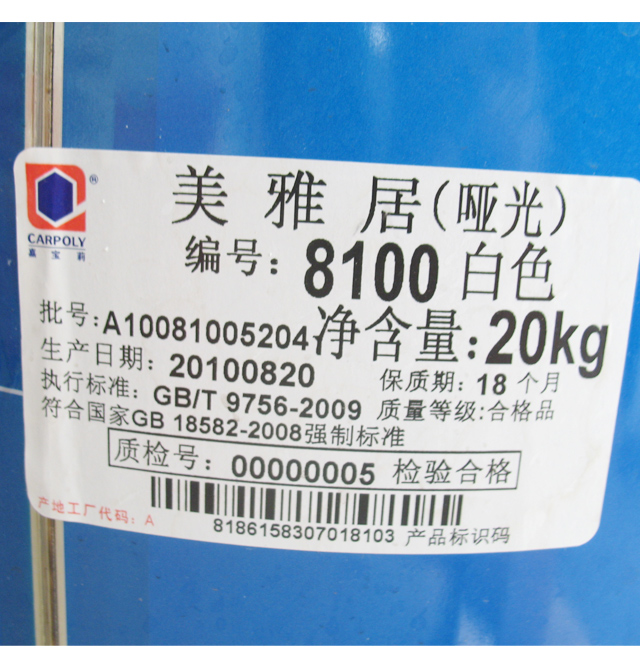 美雅居(哑光)
CARPOLY
嘉宝莉
®
编号：8100 白色
批号：A10081005204 净含量：20kg
生产日期：20100820 保质期：18个月
执行标准：GB/T 9756-2009 质量等级：合格品
符合国家GB 18582-2008强制标准
质检号：00000005 检验合格
产地工厂代码：A
8186158307018103 产品标识码